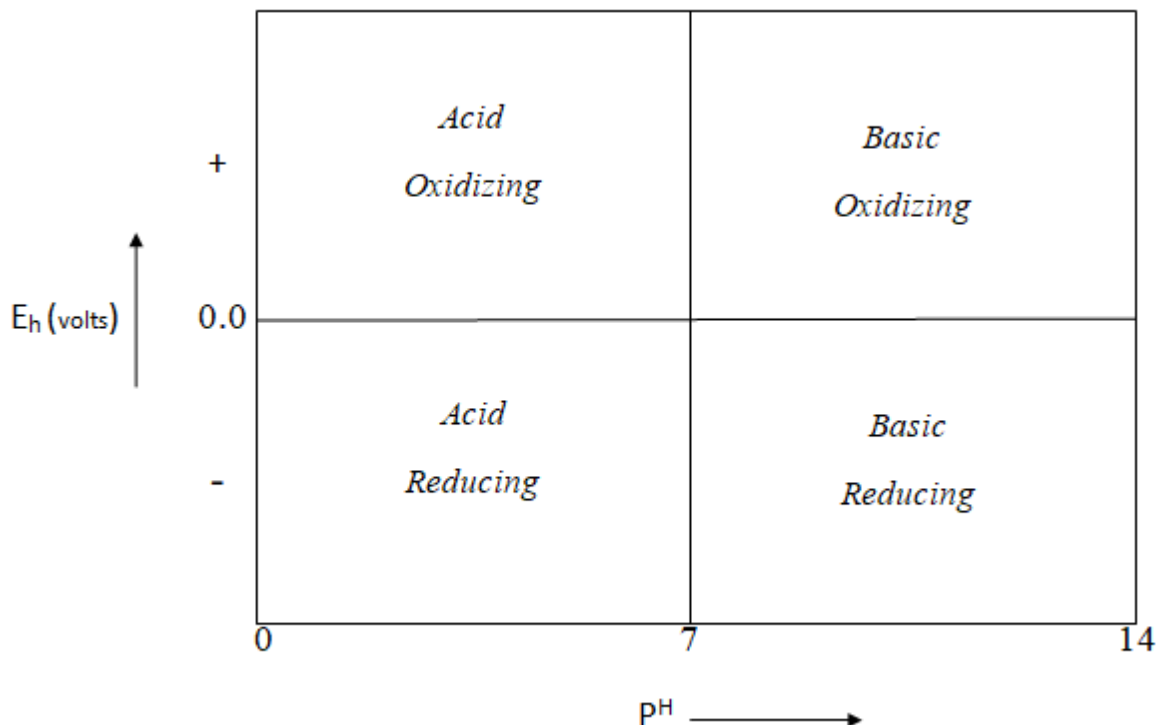 Acid
Oxidizing
Basic
Oxidizing
+
Eh (volts)
0.0
Acid
Reducing
Basic
Reducing
-
0
7
14
PH